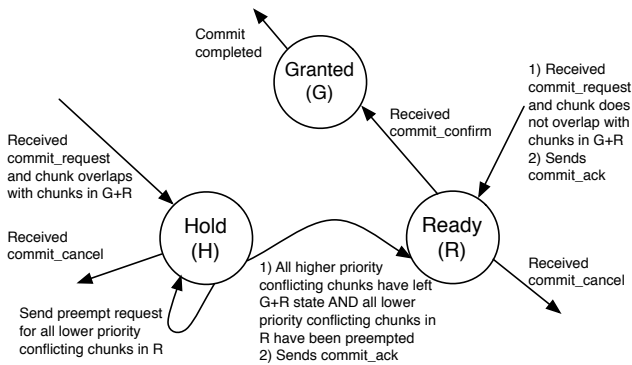 Commit
completed
Granted
(G)
1) Received
commit_request
and chunk does
not overlap with
chunks in G+R
2) Sends
commit_ack
Received
commit_confirm
Received
commit_request
and chunk overlaps
with chunks in G+R
Hold
(H)
Ready
(R)
Received
commit_cancel
Received
commit_cancel
1) All higher priority
conflicting chunks have left
G+R state AND all lower
priority conflicting chunks in
R have been preempted
2) Sends commit_ack
Send preempt request
for all lower priority
conflicting chunks in R